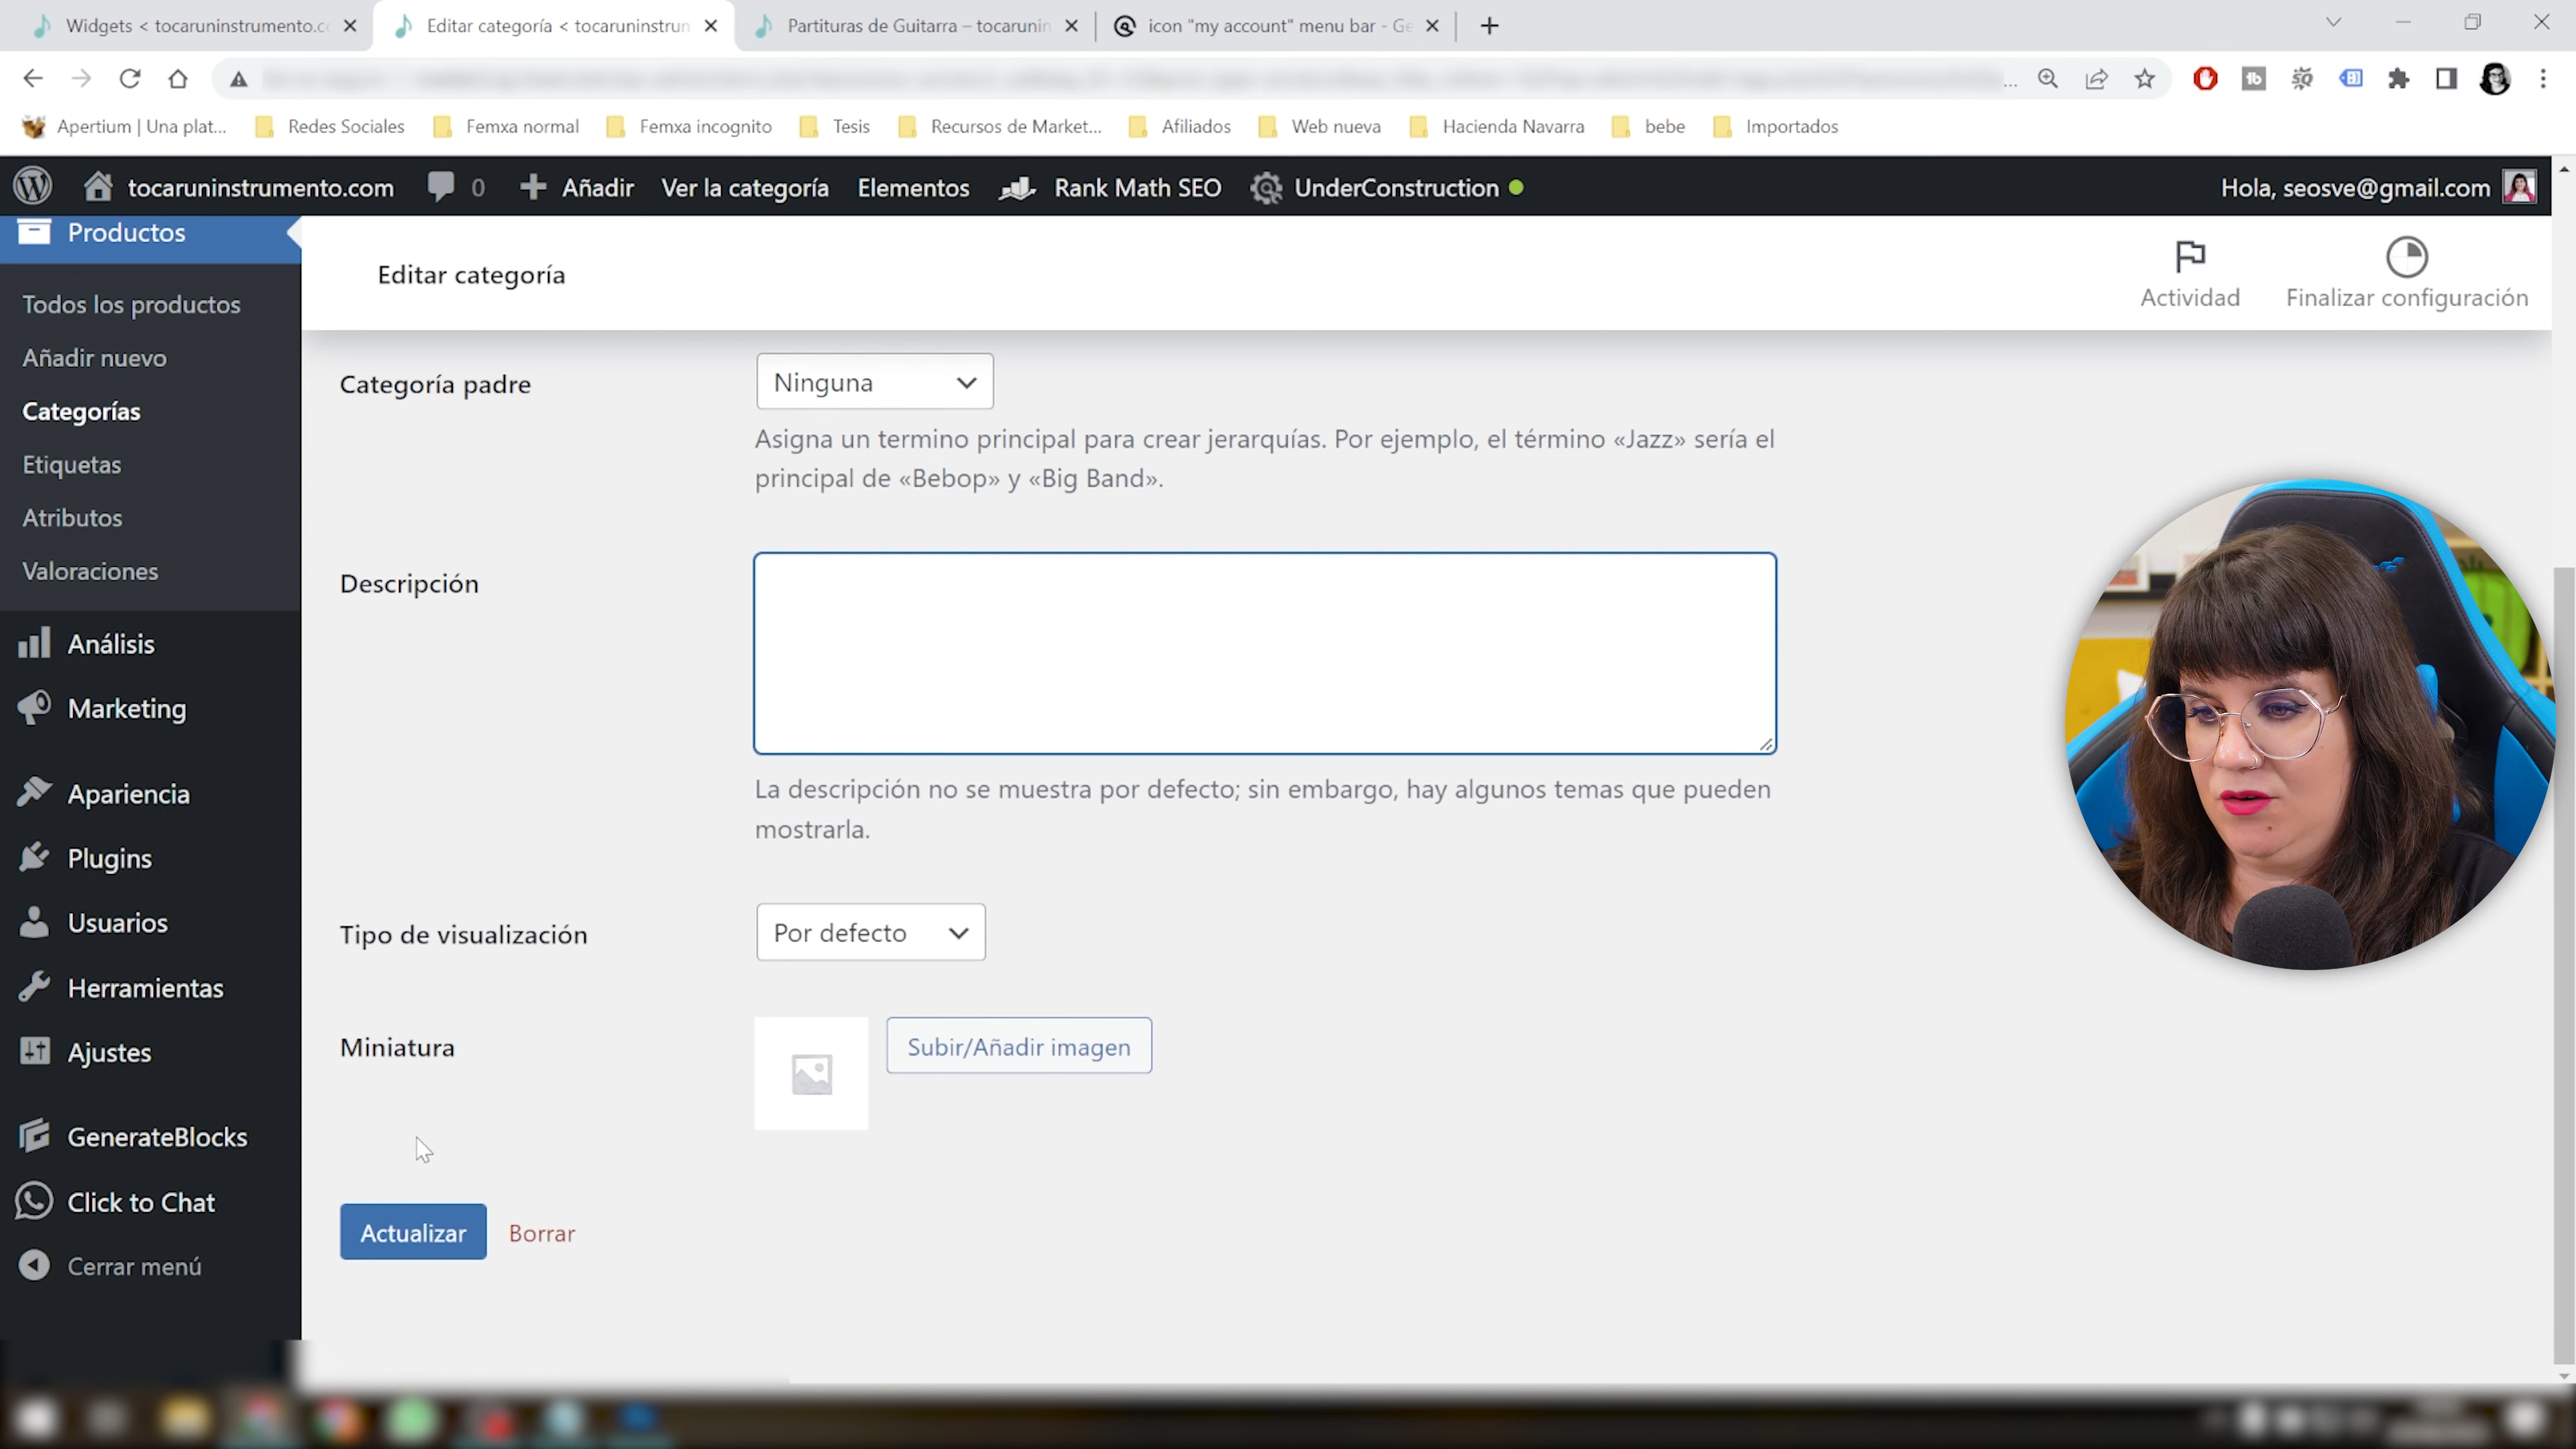 Widgets < tocaruninstrumento.co
Editar categoría < tocaruninstrum
Partituras de Guitarra – tocarunin
icon "my account" menu bar - Ge
Apertium | Una plat...
Redes Sociales
Femxa normal
Femxa incognito
Tesis
Recursos de Market...
Afiliados
Web nueva
Hacienda Navarra
bebe
Importados
tocaruninstrumento.com
0
Añadir
Ver la categoría
Elementos
Rank Math SEO
UnderConstruction
Hola, seosve@gmail.com
Productos
Todos los productos
Añadir nuevo
Categorías
Etiquetas
Atributos
Valoraciones
Análisis
Marketing
Apariencia
Plugins
Usuarios
Herramientas
Ajustes
GenerateBlocks
Click to Chat
Cerrar menú
Editar categoría
Actividad
Finalizar configuración
Categoría padre
Ninguna
Asigna un termino principal para crear jerarquías. Por ejemplo, el término «Jazz» sería el
principal de «Bebop» y «Big Band».
Descripción
La descripción no se muestra por defecto; sin embargo, hay algunos temas que pueden
mostrarla.
Tipo de visualización
Por defecto
Miniatura
Subir/Añadir imagen
Actualizar
Borrar